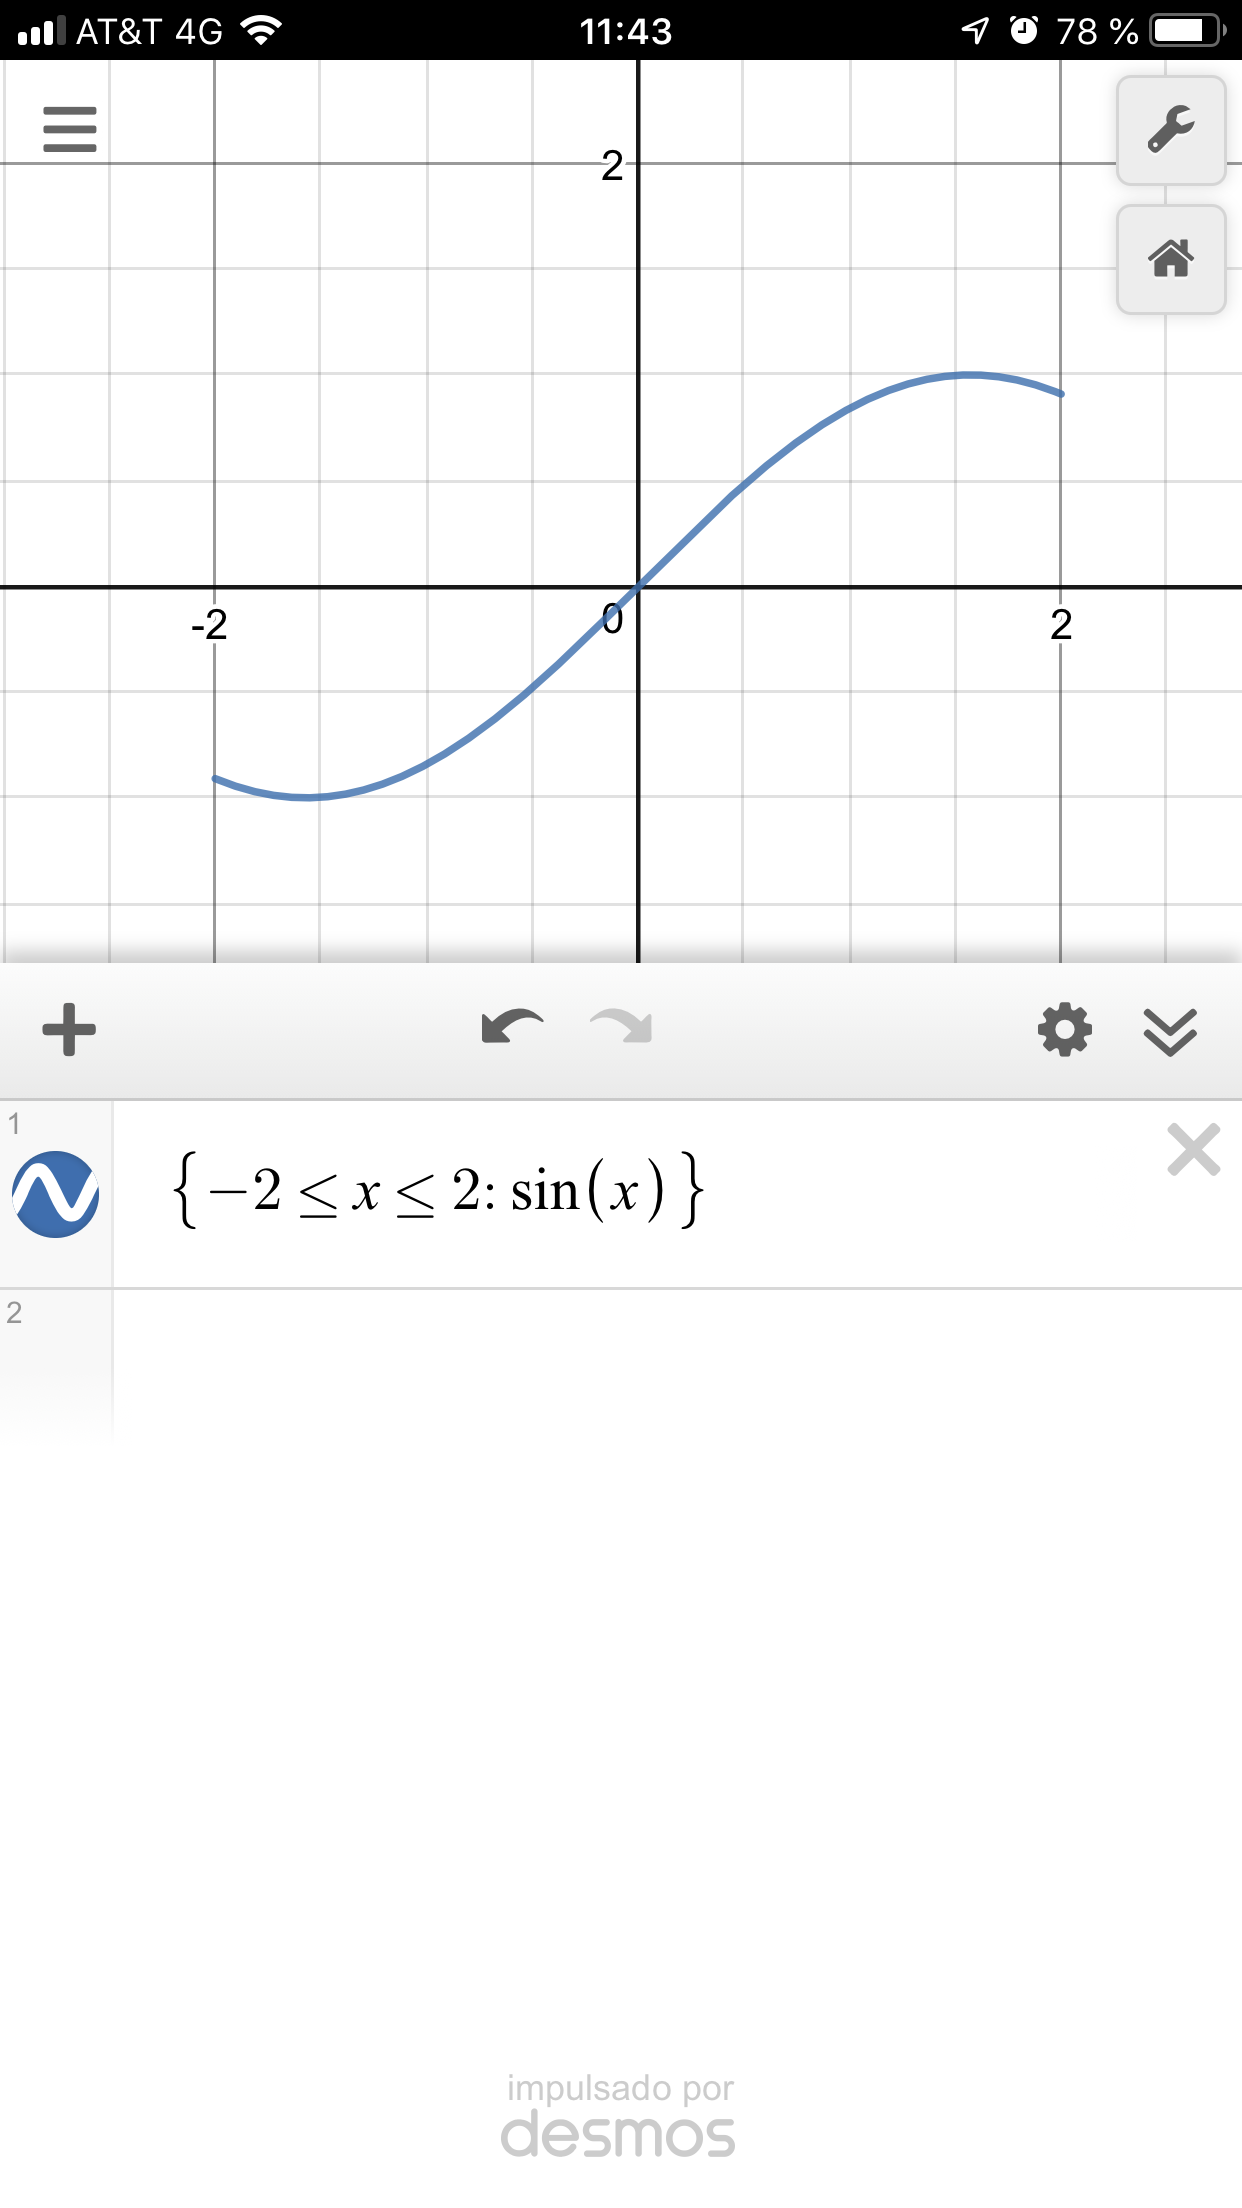 AT&T 4G 11:43 78 %
2
-2 0 2
1
{−2 ≤ x ≤ 2: sin(x)}
2
impulsado por
desmos